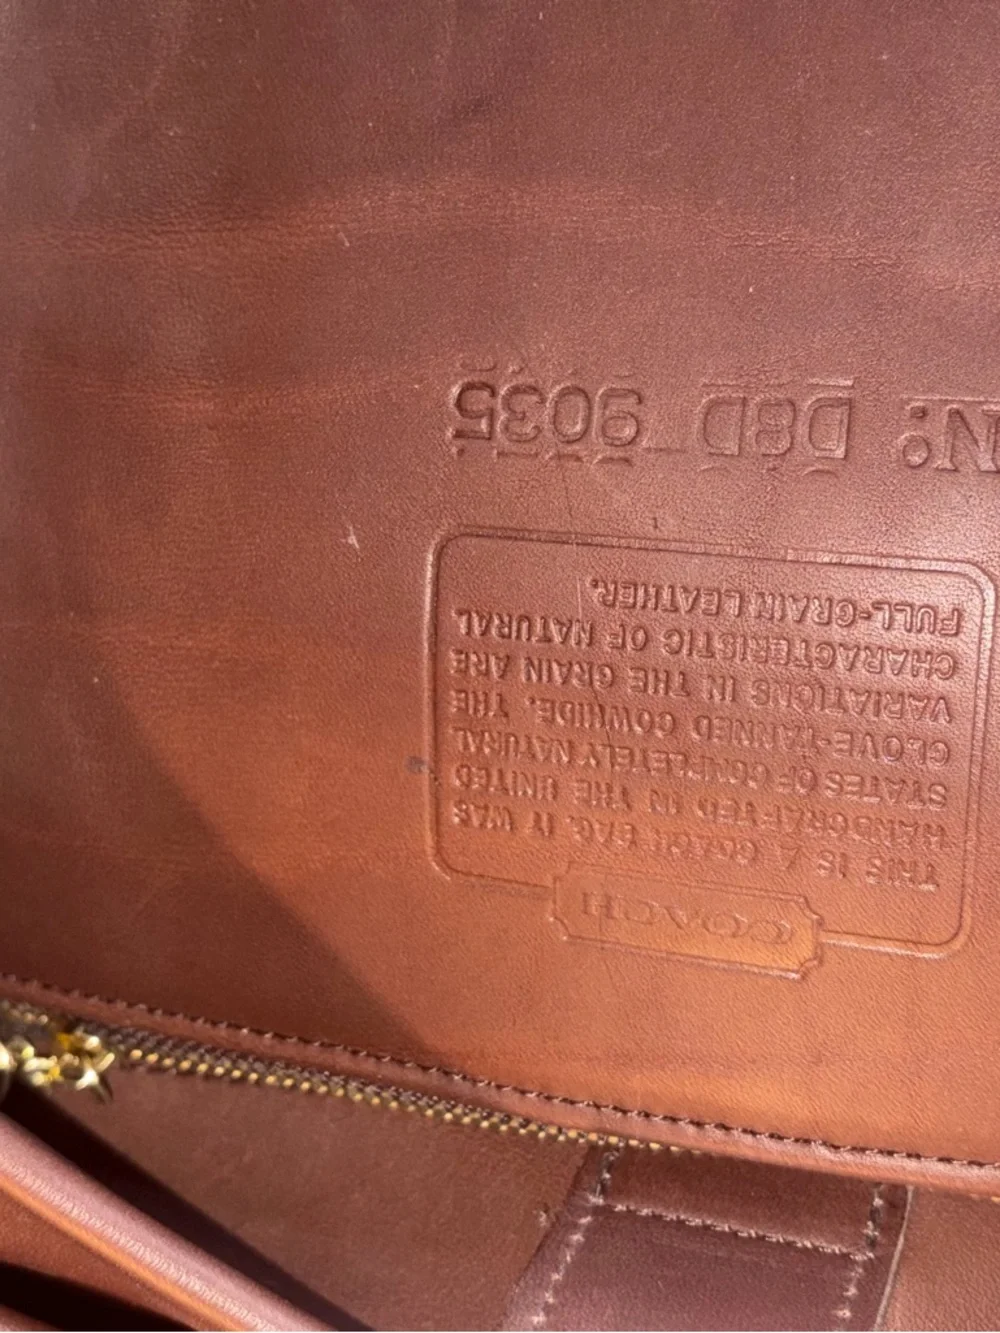 COACH
THIS IS A COACH BAG. IT WAS
HANDCRAFTED IN THE UNITED
STATES OF COMPLETELY NATURAL
GLOVE-TANNED COWHIDE. THE
VARIATIONS IN THE GRAIN ARE
CHARACTERISTIC OF NATURAL
FULL-GRAIN LEATHER.
No: D8D 9035